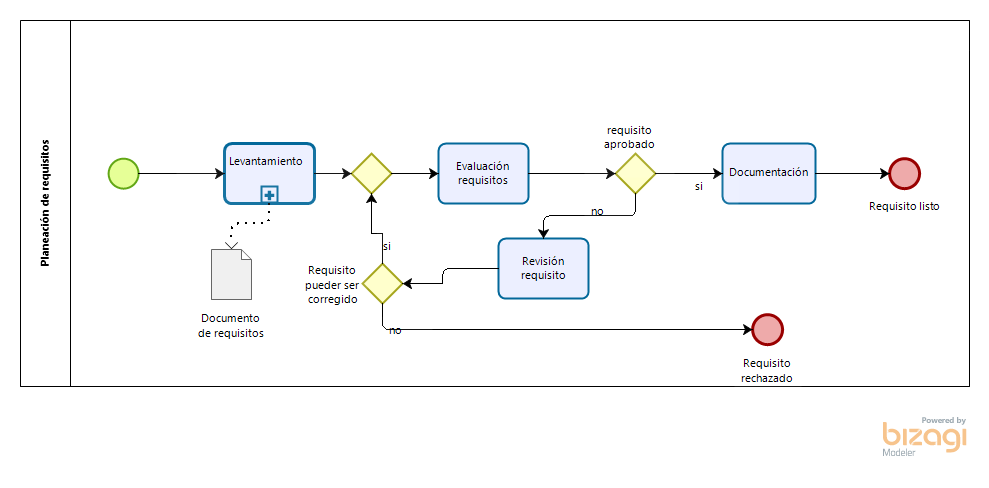 Planeación de requisitos
Levantamiento
Documento
de requisitos
Evaluación
requisitos
requisito
aprobado
si
Documentación
Requisito listo
no
Revisión
requisito
si
Requisito
pueder ser
corregido
no
Requisito
rechazado
Powered by
bizagi
Modeler